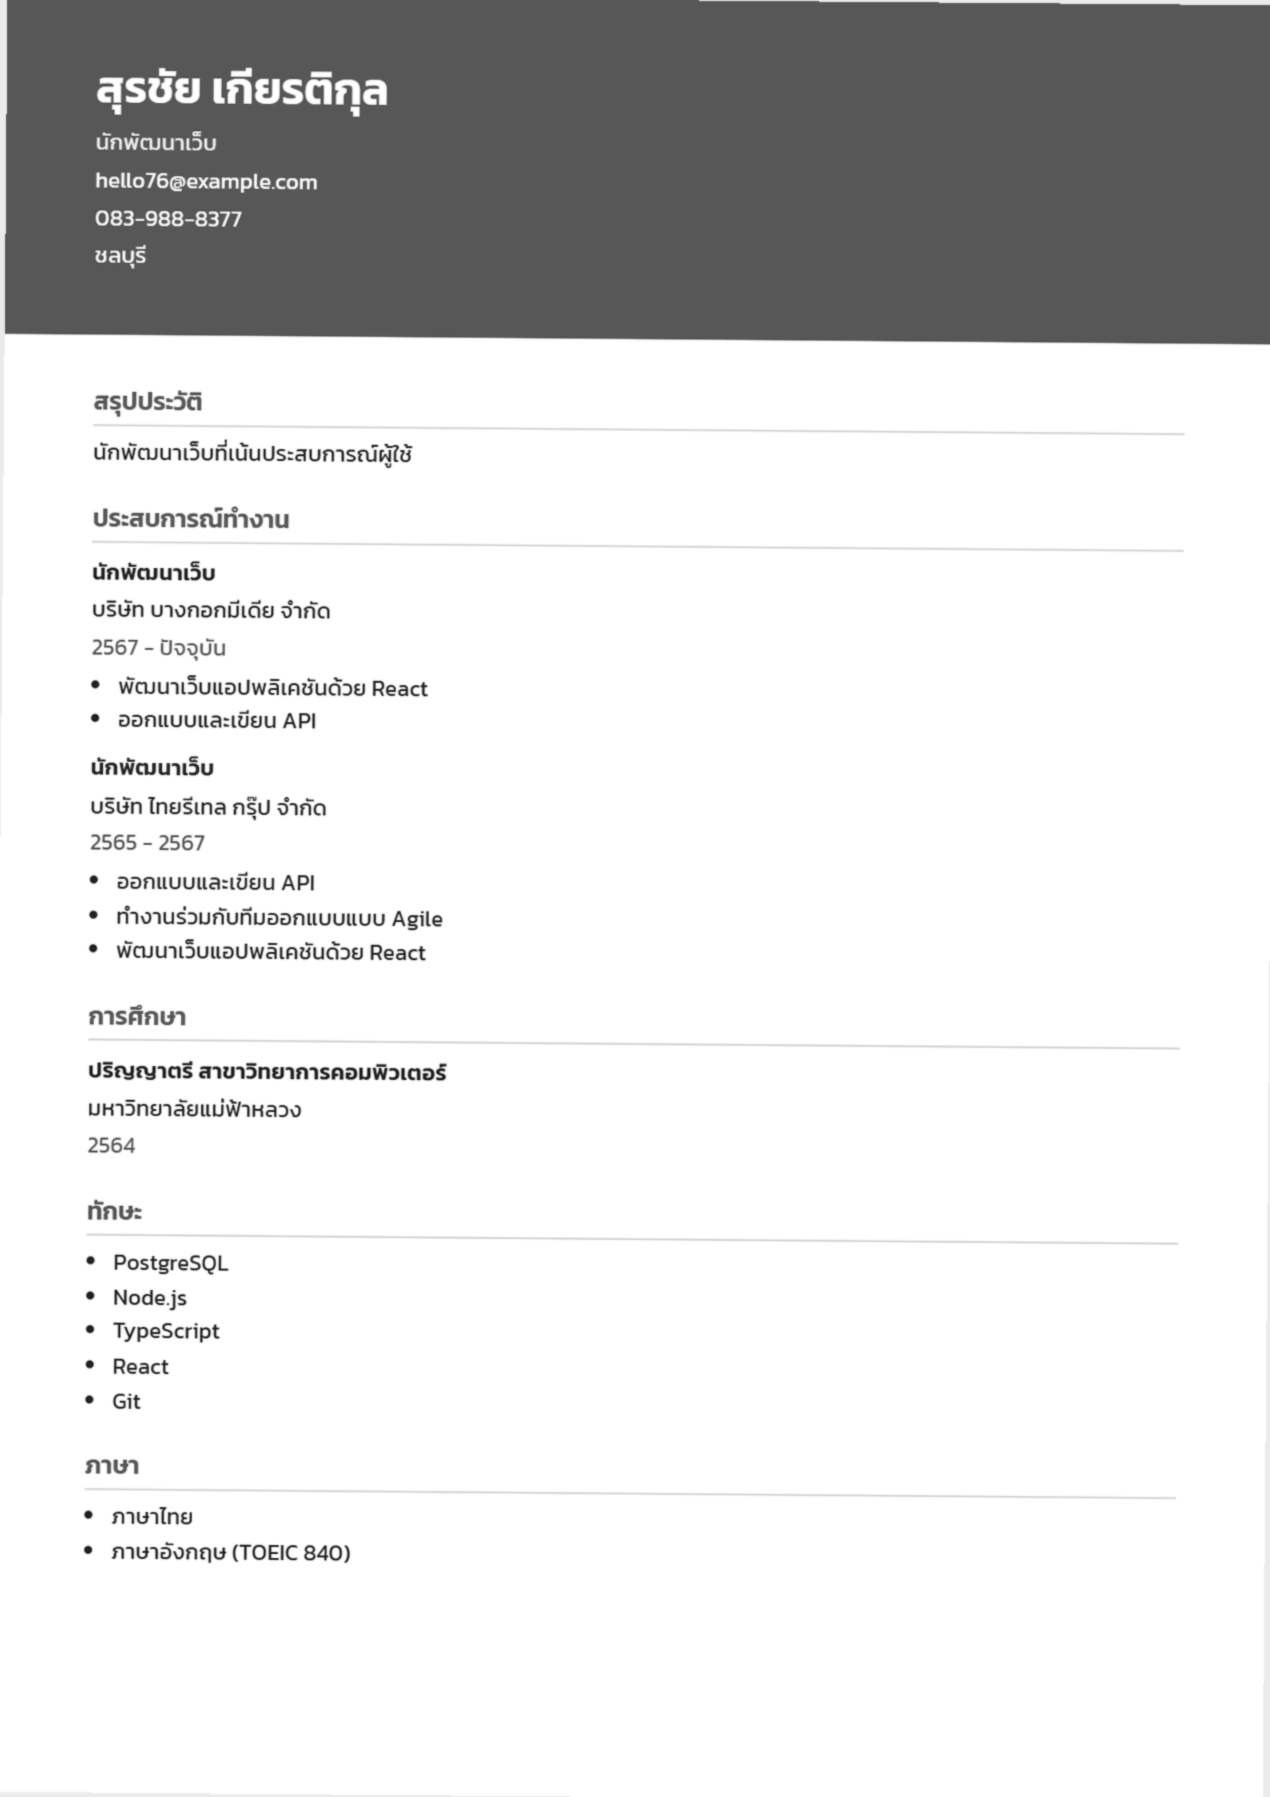 สุรชัย เกียรติกุล
นักพัฒนาเว็บ
hello76@example.com
083-988-8377
ชลบุรี
สรุปประวัติ
นักพัฒนาเว็บที่เน้นประสบการณ์ผู้ใช้
ประสบการณ์ทำงาน
นักพัฒนาเว็บ
บริษัท บางกอกมีเดีย จำกัด
2567 - ปัจจุบัน
• พัฒนาเว็บแอปพลิเคชันด้วย React
• ออกแบบและเขียน API
นักพัฒนาเว็บ
บริษัท ไทยรีเทล กรุ๊ป จำกัด
2565 - 2567
• ออกแบบและเขียน API
• ทำงานร่วมกับทีมออกแบบแบบ Agile
• พัฒนาเว็บแอปพลิเคชันด้วย React
การศึกษา
ปริญญาตรี สาขาวิทยาการคอมพิวเตอร์
มหาวิทยาลัยแม่ฟ้าหลวง
2564
ทักษะ
• PostgreSQL
• Node.js
• TypeScript
• React
• Git
ภาษา
• ภาษาไทย
• ภาษาอังกฤษ (TOEIC 840)